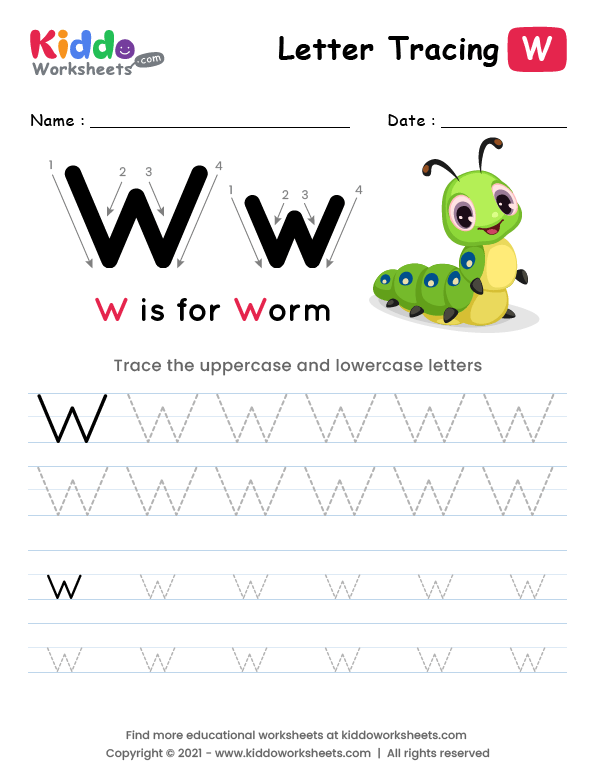 Kiddo
Worksheets .com
Letter Tracing W
Name : Date :
1 2 3 4 1 2 3 4
W w
W is for Worm
Trace the uppercase and lowercase letters
W W W W W W
W W W W W W
w w w w w w
w w w w w w
Find more educational worksheets at kiddoworksheets.com
Copyright © 2021 - www.kiddoworksheets.com | All rights reserved